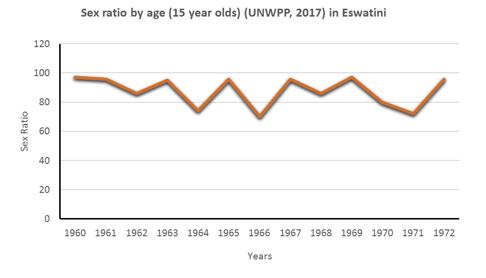 Sex ratio by age (15 year olds) (UNWPP, 2017) in Eswatini
120
100
80
60
40
20
0
Sex Ratio
1960 1961 1962 1963 1964 1965 1966 1967 1968 1969 1970 1971 1972
Years